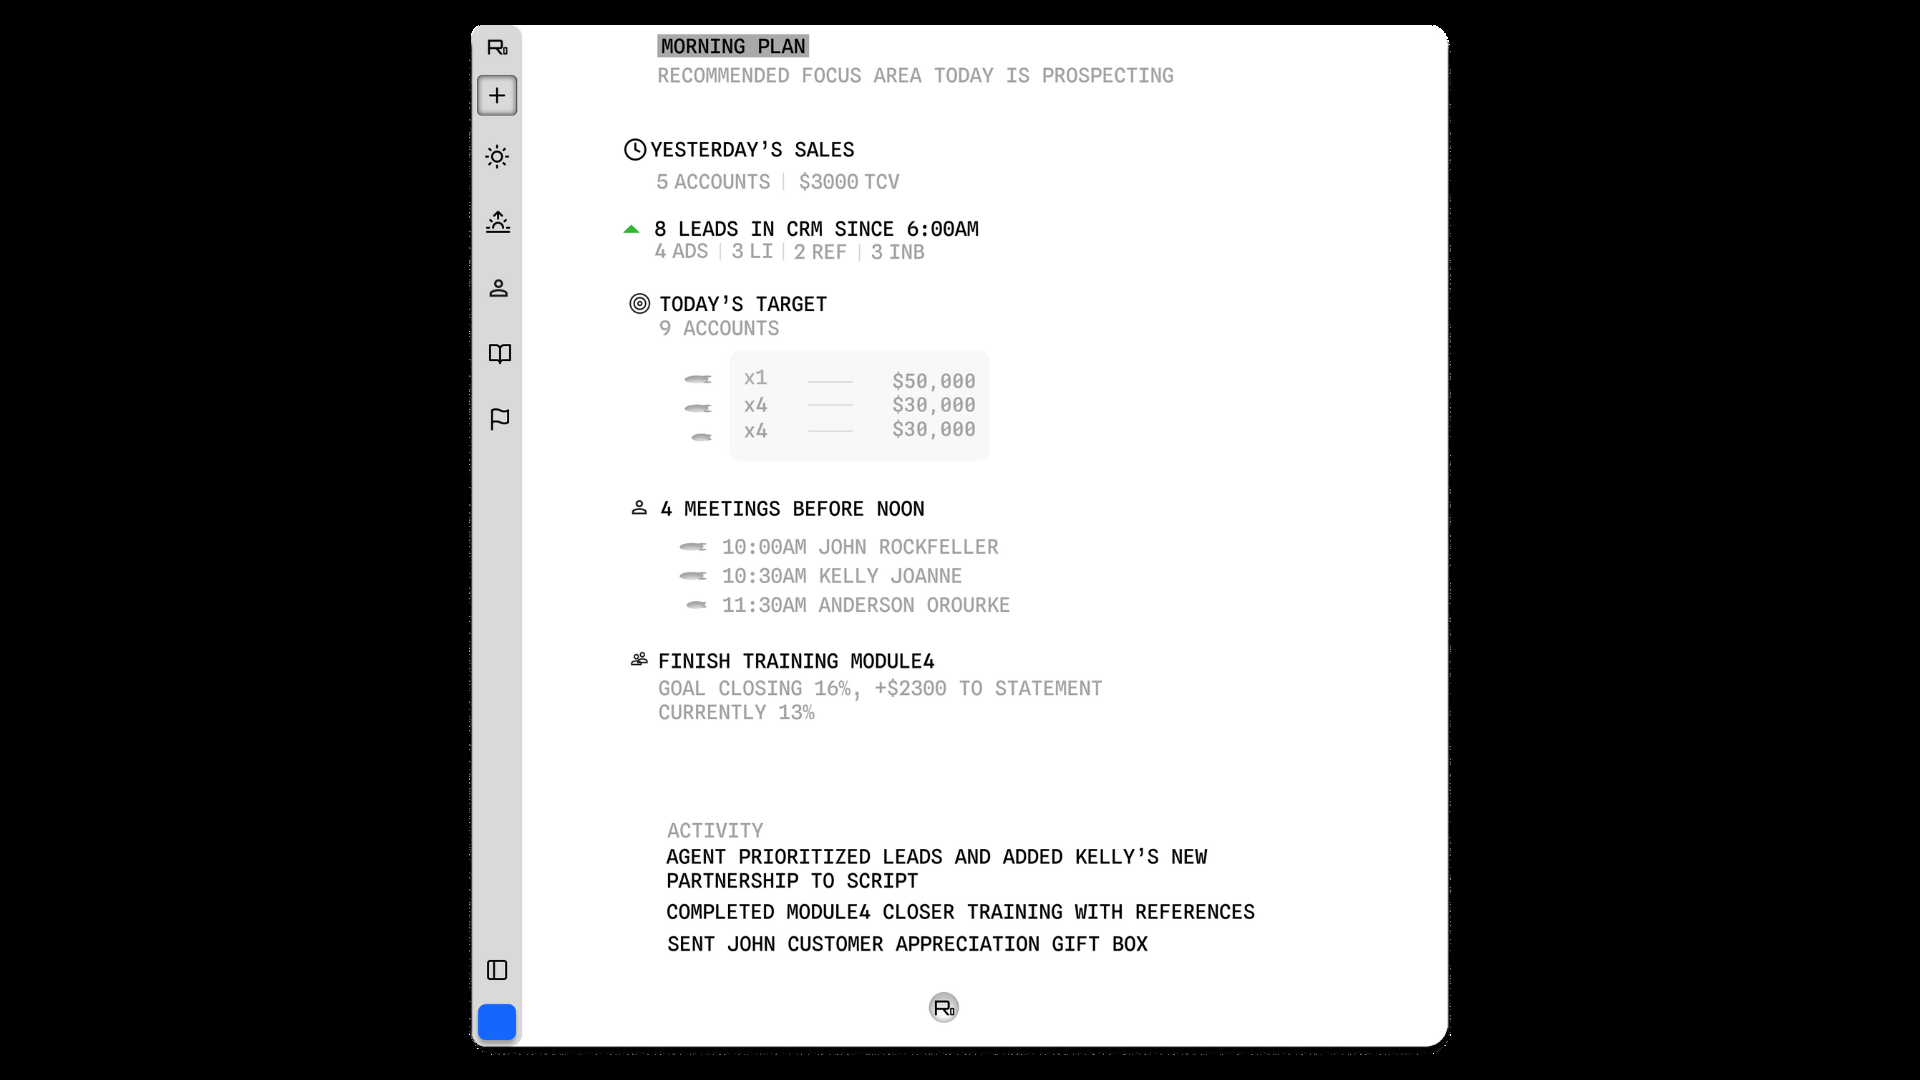 R0
MORNING PLAN
RECOMMENDED FOCUS AREA TODAY IS PROSPECTING
YESTERDAY’S SALES
5 ACCOUNTS | $3000 TCV
8 LEADS IN CRM SINCE 6:00AM
4 ADS | 3 LI | 2 REF | 3 INB
TODAY’S TARGET
9 ACCOUNTS
x1 $50,000
x4 $30,000
x4 $30,000
4 MEETINGS BEFORE NOON
10:00AM JOHN ROCKFELLER
10:30AM KELLY JOANNE
11:30AM ANDERSON OROURKE
FINISH TRAINING MODULE4
GOAL CLOSING 16%, +$2300 TO STATEMENT
CURRENTLY 13%
ACTIVITY
AGENT PRIORITIZED LEADS AND ADDED KELLY’S NEW
PARTNERSHIP TO SCRIPT
COMPLETED MODULE4 CLOSER TRAINING WITH REFERENCES
SENT JOHN CUSTOMER APPRECIATION GIFT BOX
R0